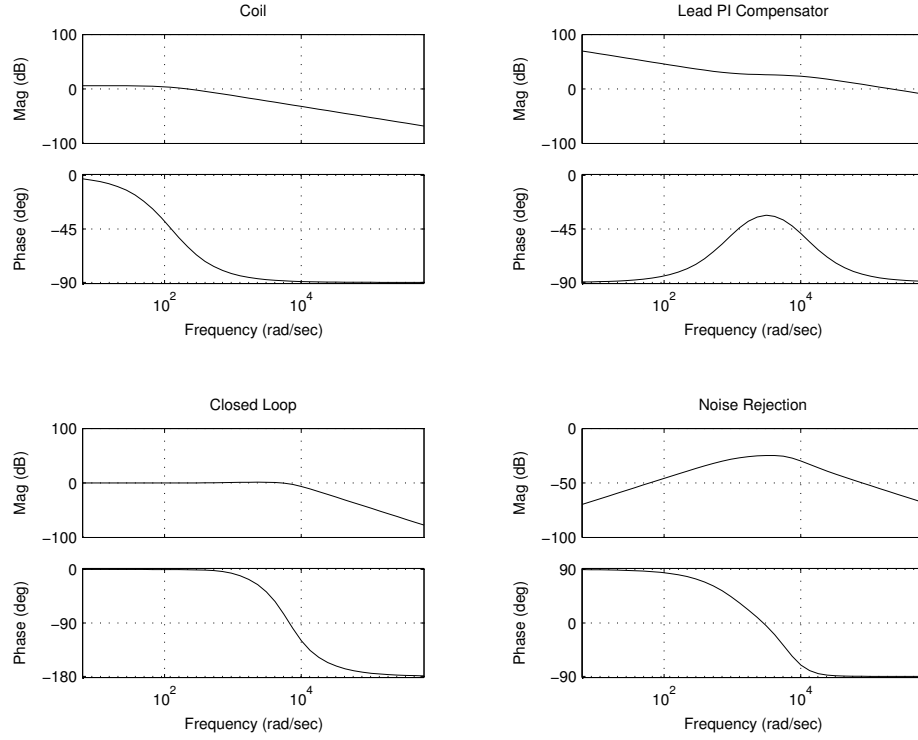 Coil
Mag (dB)
100
0
−100
Phase (deg)
0
−45
−90
10^2
10^4
Frequency (rad/sec)
Lead PI Compensator
Mag (dB)
100
0
−100
Phase (deg)
0
−45
−90
10^2
10^4
Frequency (rad/sec)
Closed Loop
Mag (dB)
100
0
−100
Phase (deg)
0
−90
−180
10^2
10^4
Frequency (rad/sec)
Noise Rejection
Mag (dB)
0
−50
−100
Phase (deg)
90
0
−90
10^2
10^4
Frequency (rad/sec)